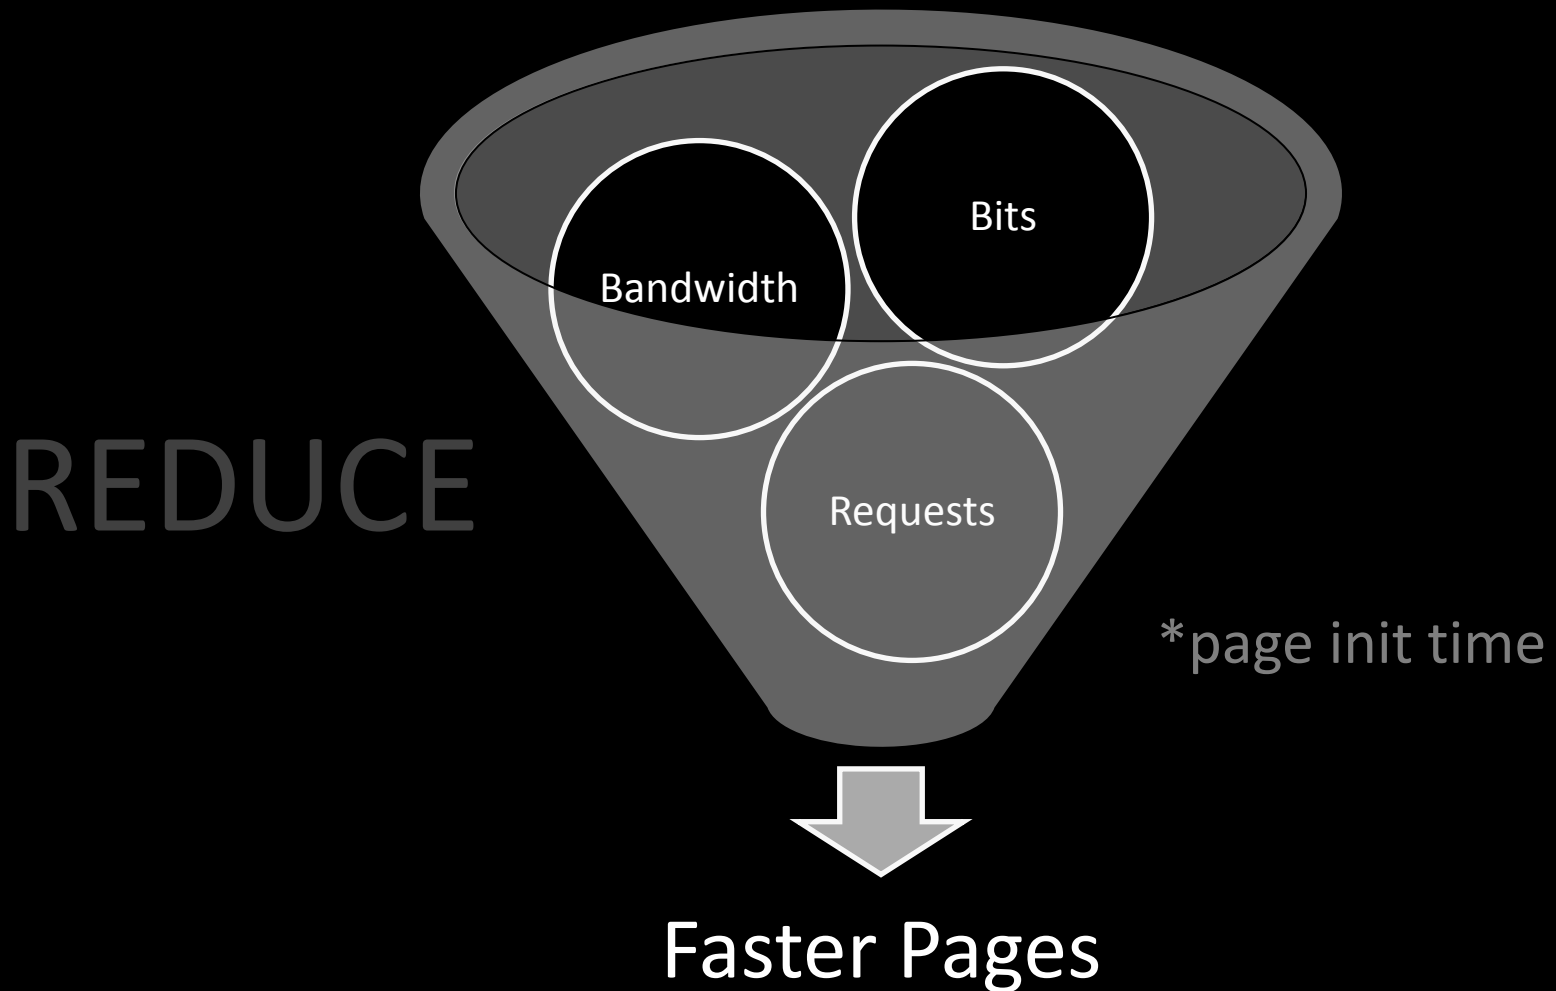 Bits
Bandwidth
REDUCE
Requests
*page init time
Faster Pages